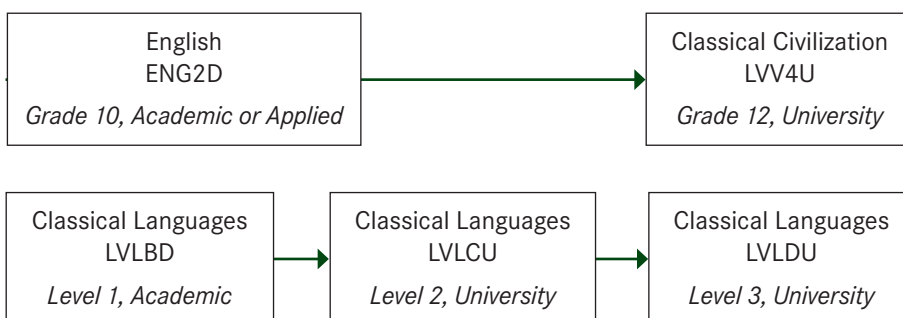 English
ENG2D
Grade 10, Academic or Applied
Classical Civilization
LVV4U
Grade 12, University
Classical Languages
LVLBD
Level 1, Academic
Classical Languages
LVLCU
Level 2, University
Classical Languages
LVLDU
Level 3, University